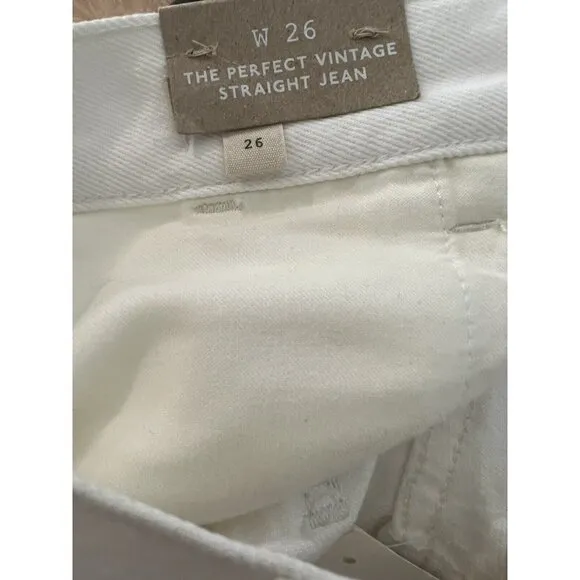 W 26
THE PERFECT VINTAGE
STRAIGHT JEAN
26